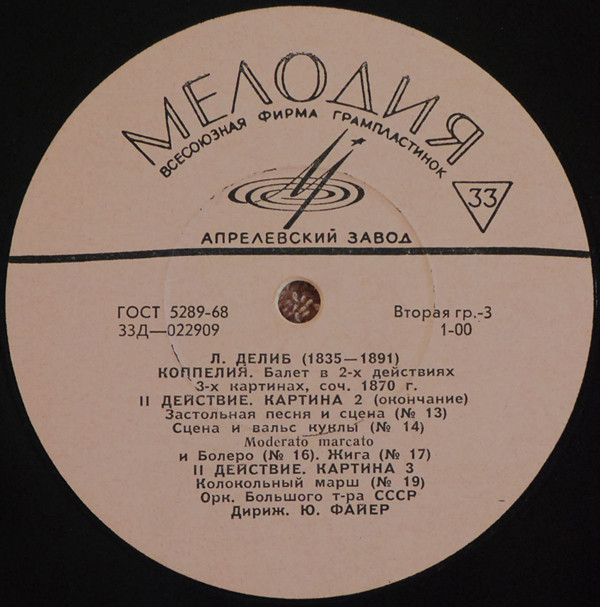 МЕЛОДИЯ
ВСЕСОЮЗНАЯ ФИРМА ГРАМПЛАСТИНОК
33
АПРЕЛЕВСКИЙ ЗАВОД
ГОСТ 5289-68 Вторая гр.-3
33Д—022909 1-00
Л. ДЕЛИБ (1835—1891)
КОППЕЛИЯ. Балет в 2-х действиях
3-х картинах, соч. 1870 г.
II ДЕЙСТВИЕ. КАРТИНА 2 (окончание)
Застольная песня и сцена (№ 13)
Сцена и вальс куклы (№ 14)
Moderato marcato
и Болеро (№ 16). Жига (№ 17)
II ДЕЙСТВИЕ. КАРТИНА 3
Колокольный марш (№ 19)
Орк. Большого т-ра СССР
Дириж. Ю. ФАЙЕР